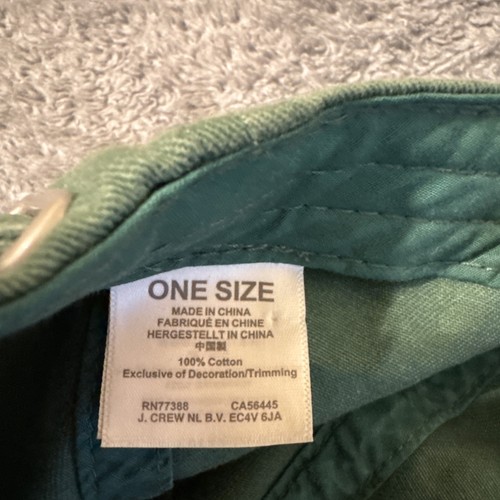 ONE SIZE
MADE IN CHINA
FABRIQUÉ EN CHINE
HERGESTELLT IN CHINA
中国製
100% Cotton
Exclusive of Decoration/Trimming
RN77388 CA56445
J. CREW NL B.V. EC4V 6JA